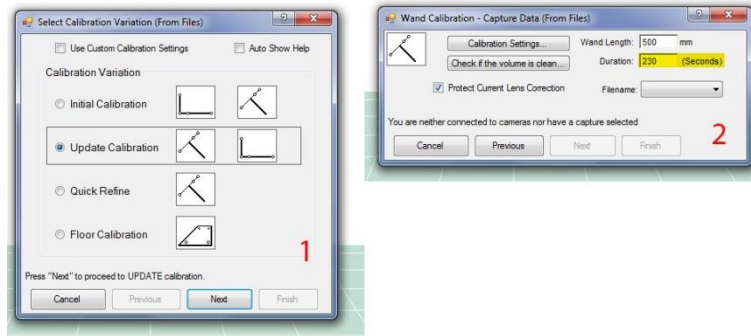 Select Calibration Variation (From Files)
Use Custom Calibration Settings
Auto Show Help
Calibration Variation
Initial Calibration
Update Calibration
Quick Refine
Floor Calibration
1
Press "Next" to proceed to UPDATE calibration.
Cancel Previous Next Finish
Wand Calibration - Capture Data (From Files)
Calibration Settings... Wand Length: 500 mm
Check if the volume is clean... Duration: 230 (Seconds)
Protect Current Lens Correction Filename:
You are neither connected to cameras nor have a capture selected
Cancel Previous Next Finish
2